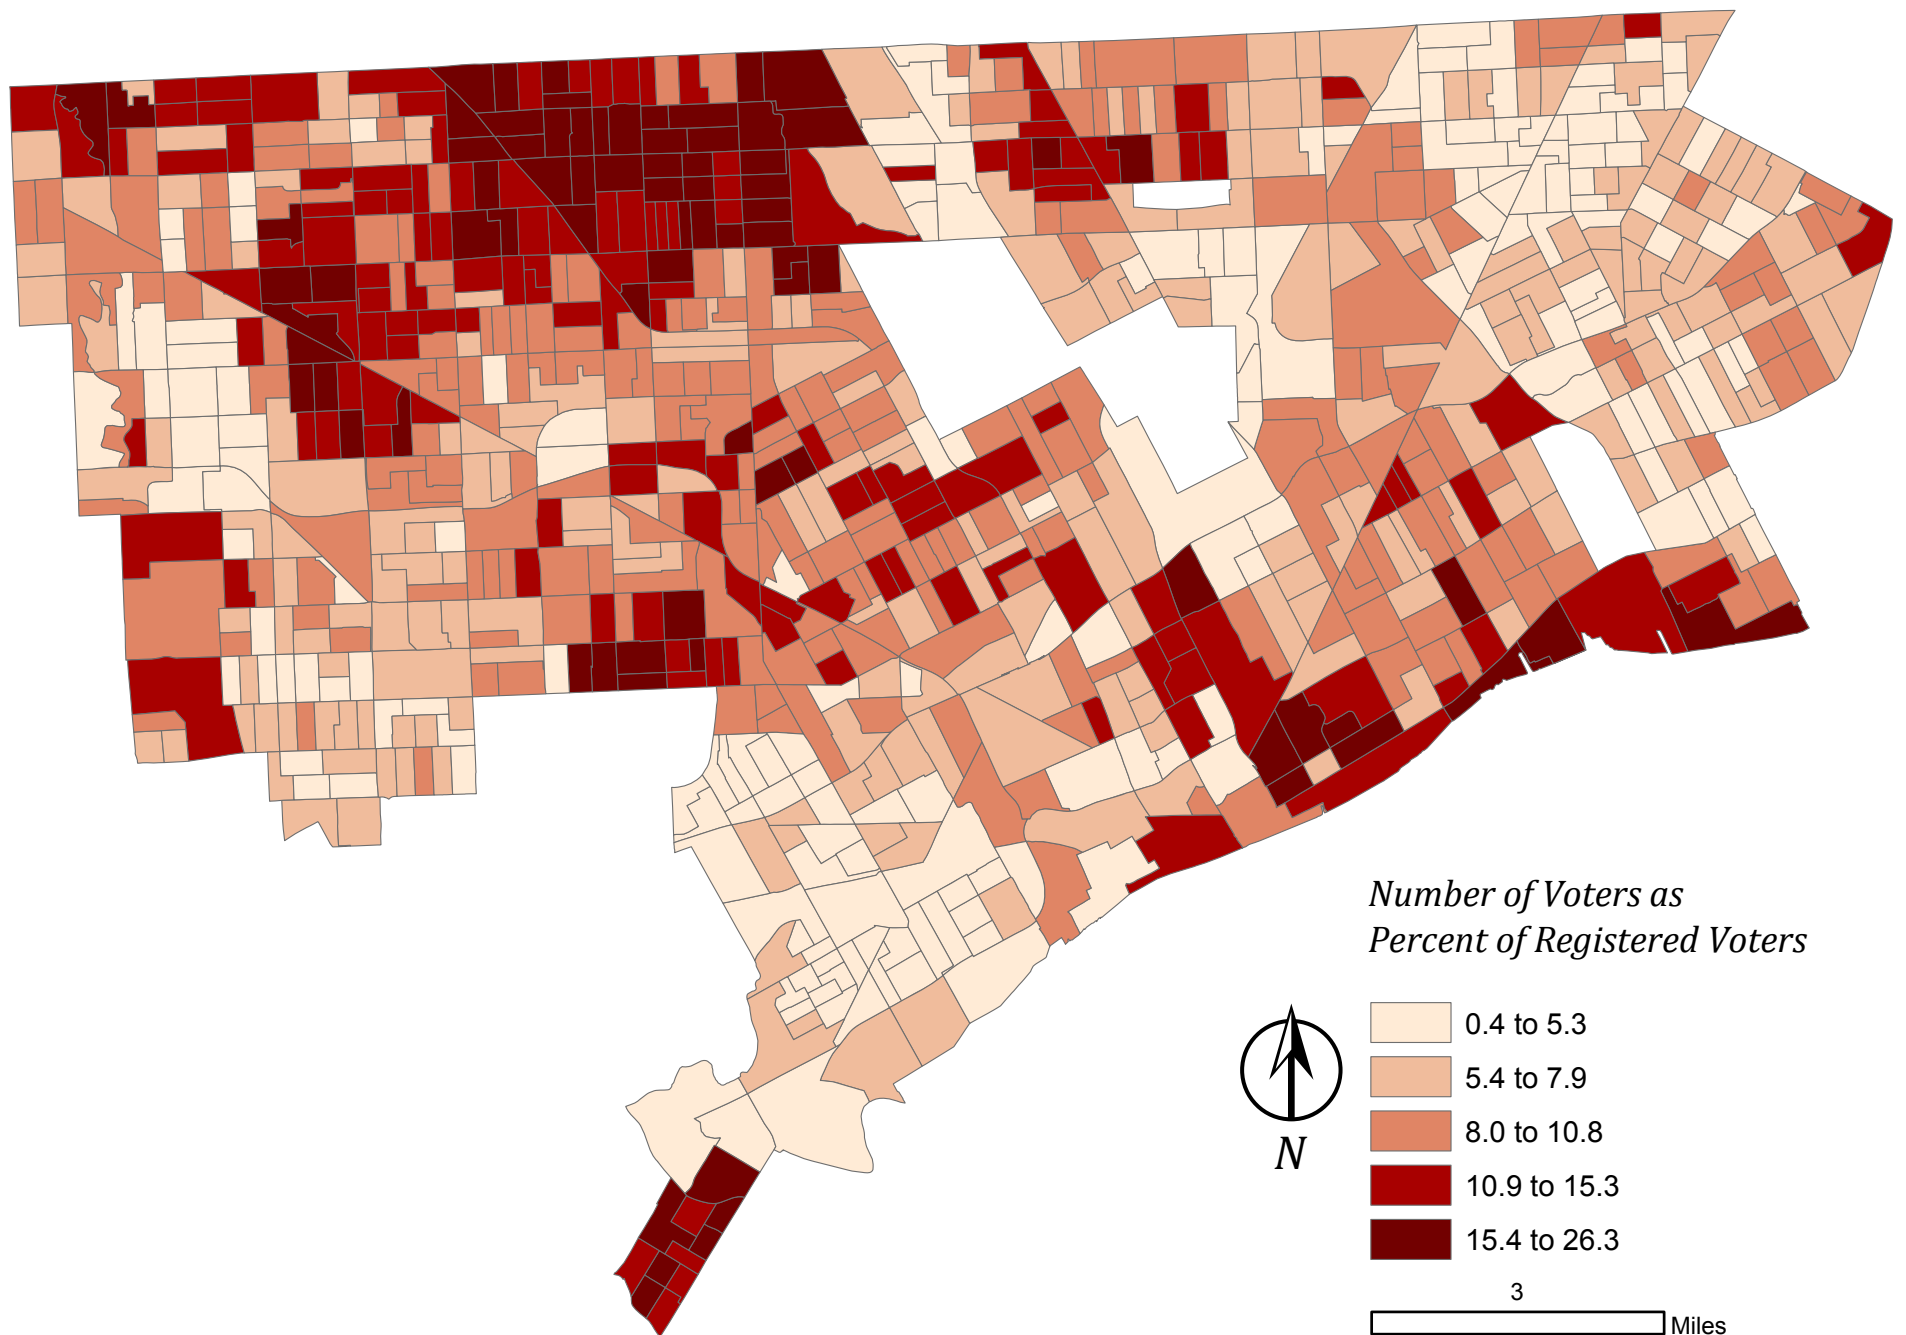 Number of Voters as
Percent of Registered Voters
0.4 to 5.3
5.4 to 7.9
8.0 to 10.8
10.9 to 15.3
15.4 to 26.3
N
3
Miles